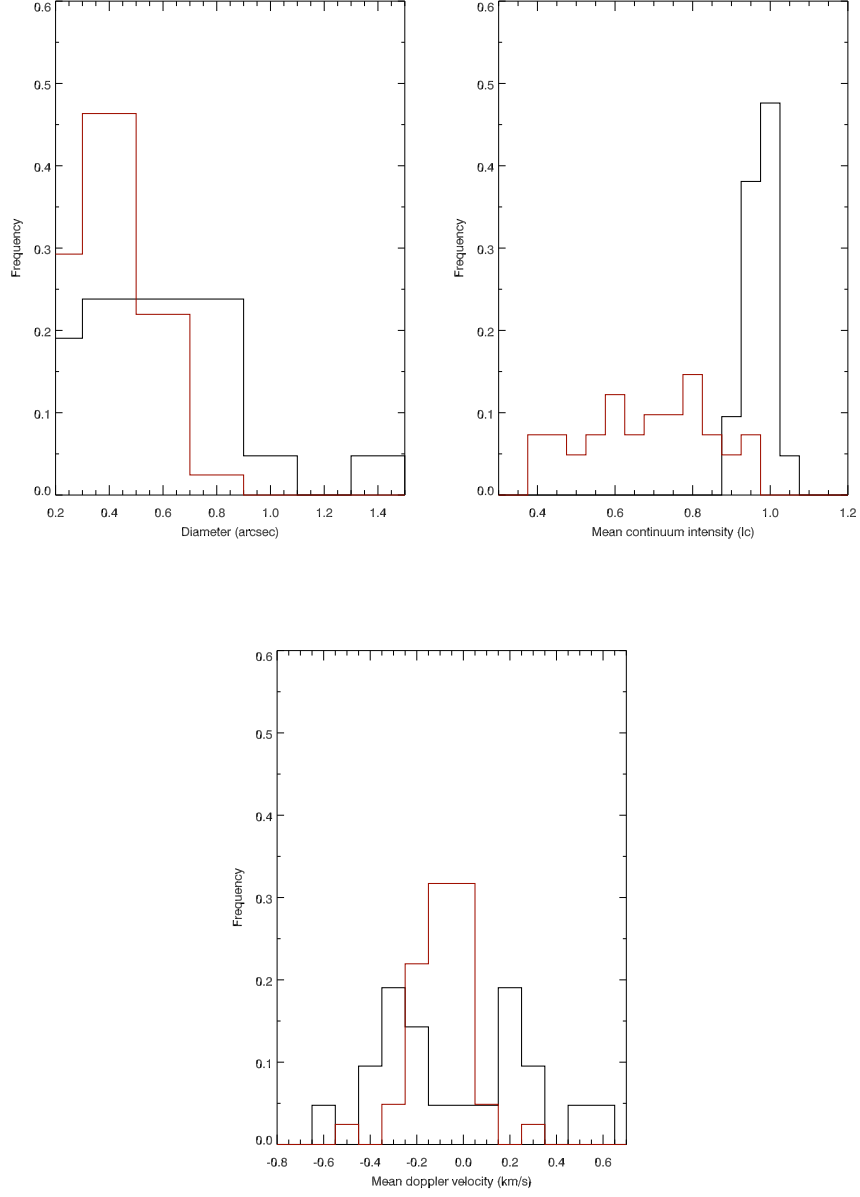 0.6 0.6
0.5 0.5
0.4 0.4
Frequency Frequency
0.3 0.3
0.2 0.2
0.1 0.1
0.0 0.0
0.2 0.4 0.6 0.8 1.0 1.2 1.4 0.4 0.6 0.8 1.0 1.2
Diameter (arcsec) Mean continuum intensity (Ic)
0.6
0.5
0.4
Frequency
0.3
0.2
0.1
0.0
-0.8 -0.6 -0.4 -0.2 0.0 0.2 0.4 0.6
Mean doppler velocity (km/s)